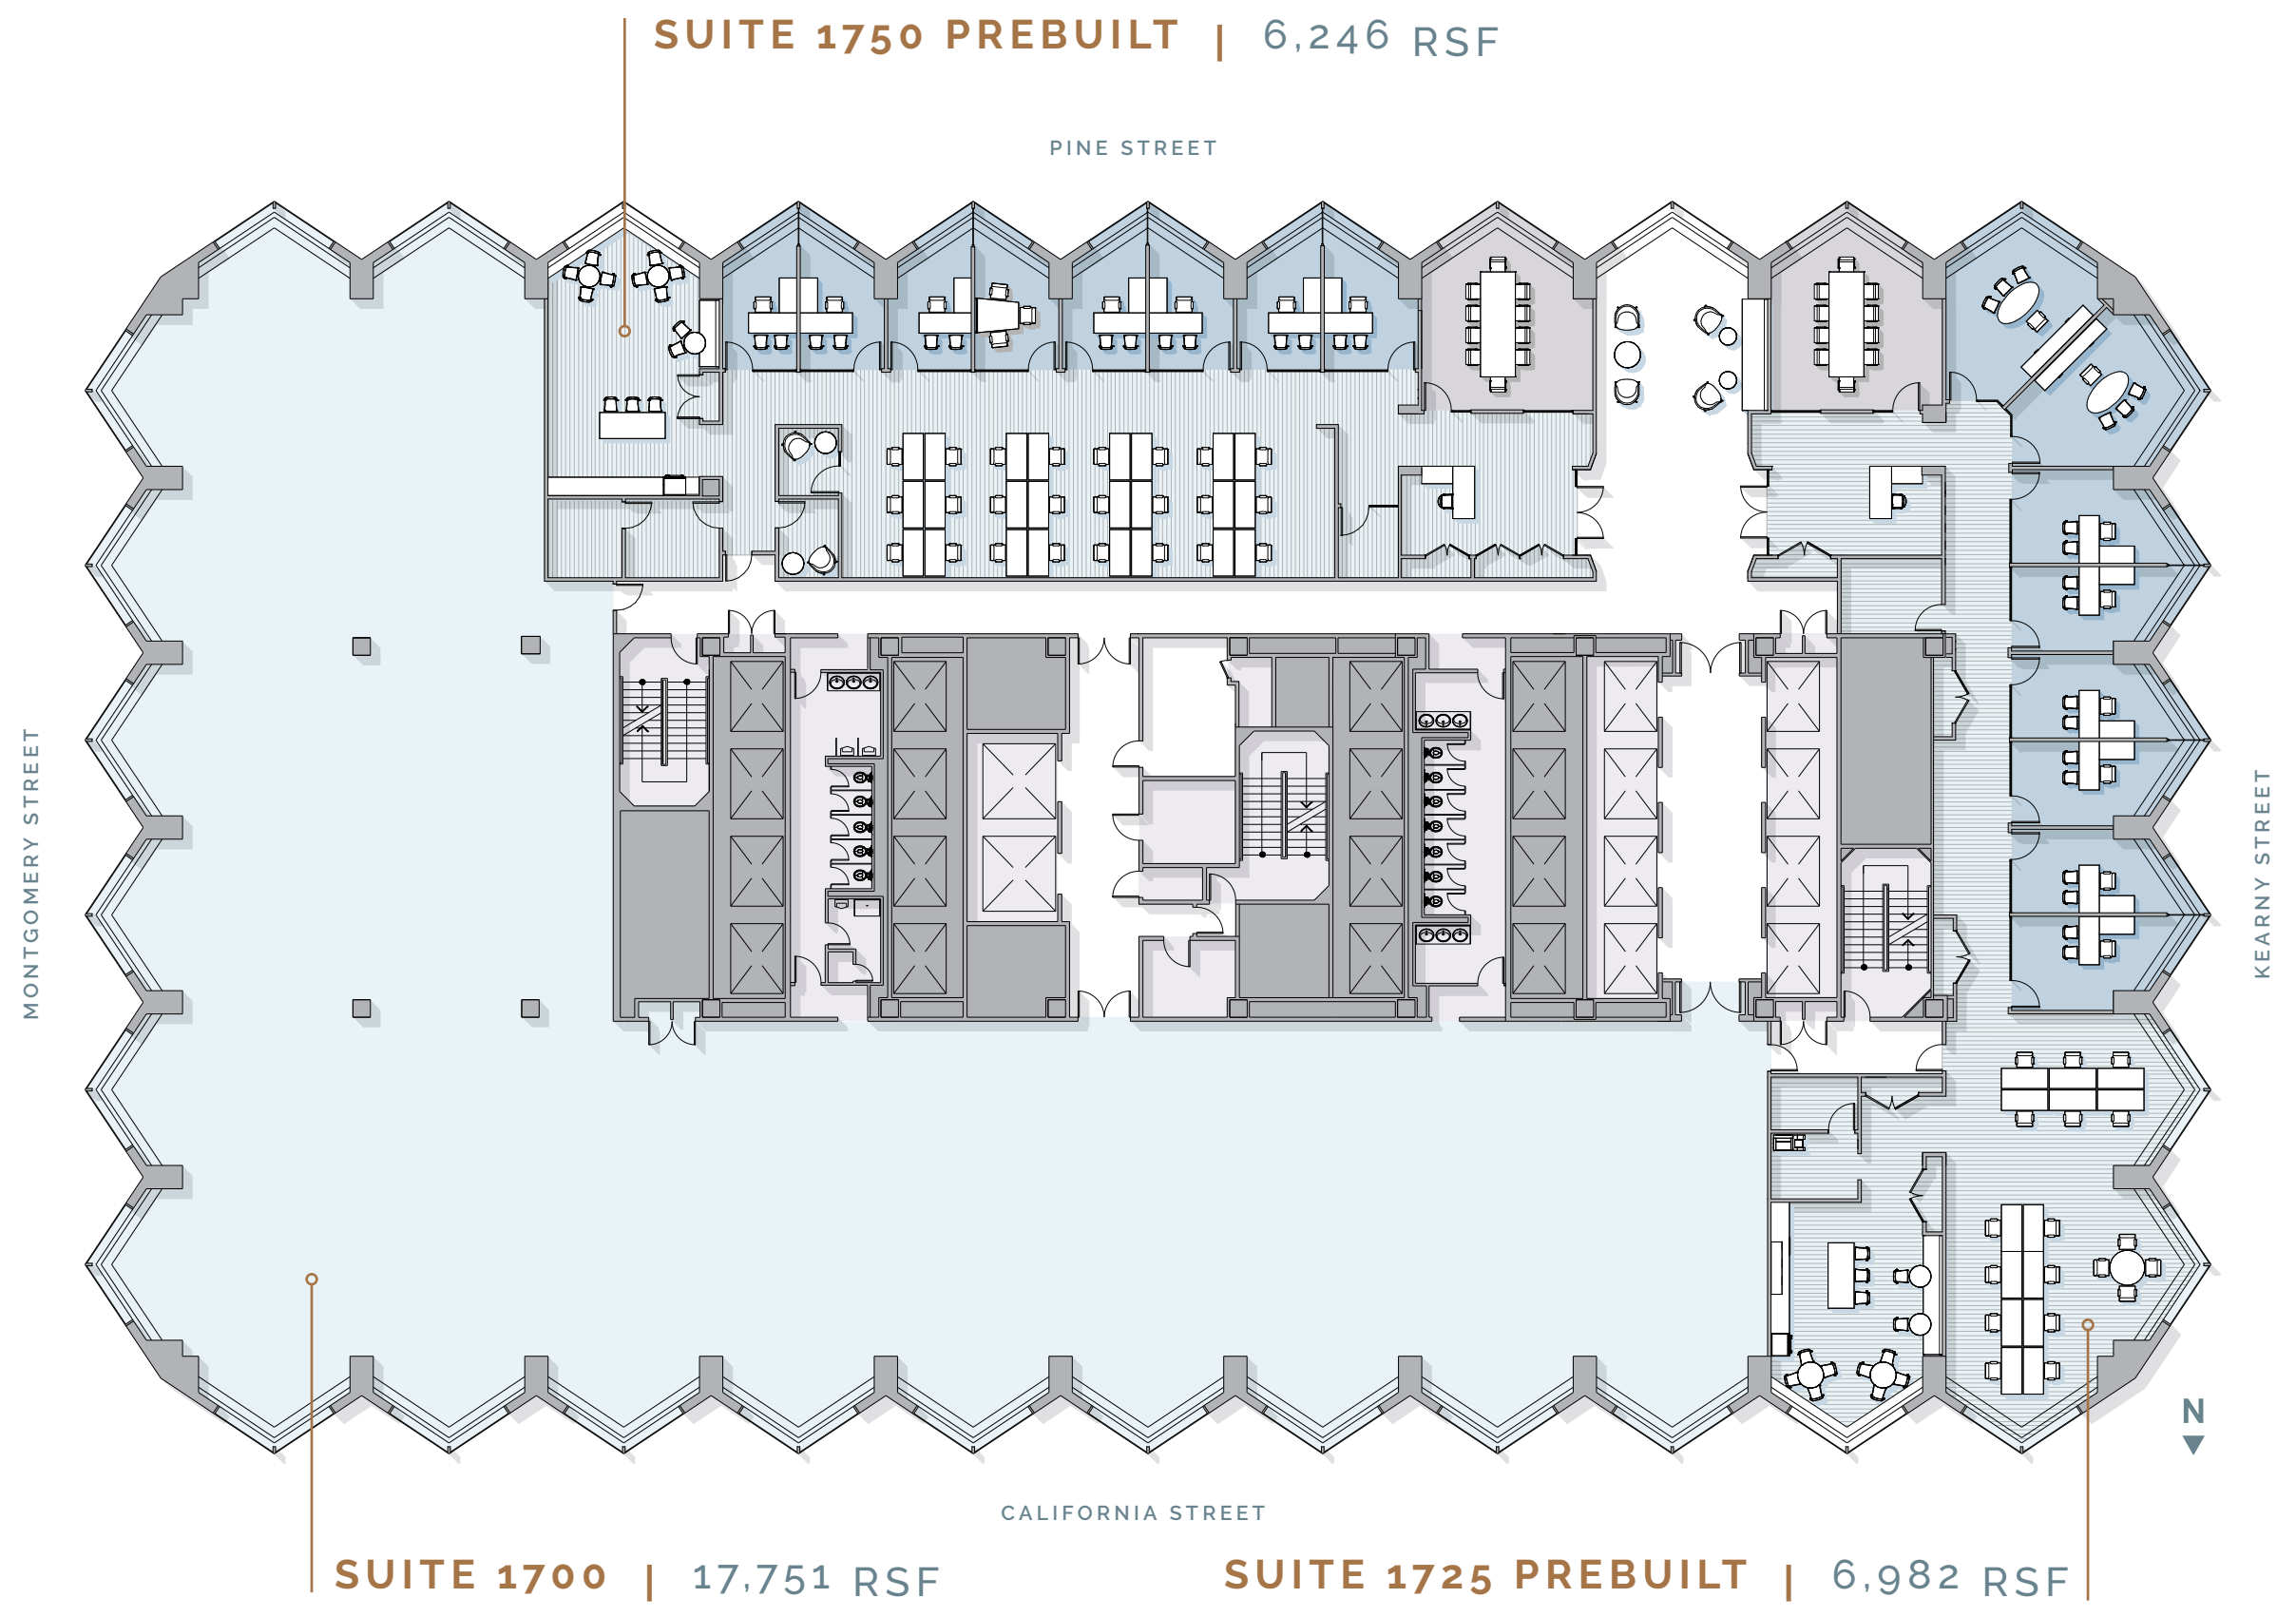 SUITE 1750 PREBUILT | 6,246 RSF
PINE STREET
MONTGOMERY STREET
KEARNY STREET
N
CALIFORNIA STREET
SUITE 1700 | 17,751 RSF
SUITE 1725 PREBUILT | 6,982 RSF